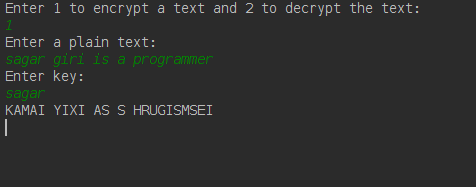 Enter 1 to encrypt a text and 2 to decrypt the text:
1
Enter a plain text:
sagar giri is a programmer
Enter key:
sagar
KAMAI YIXI AS S HRUGISMSEI